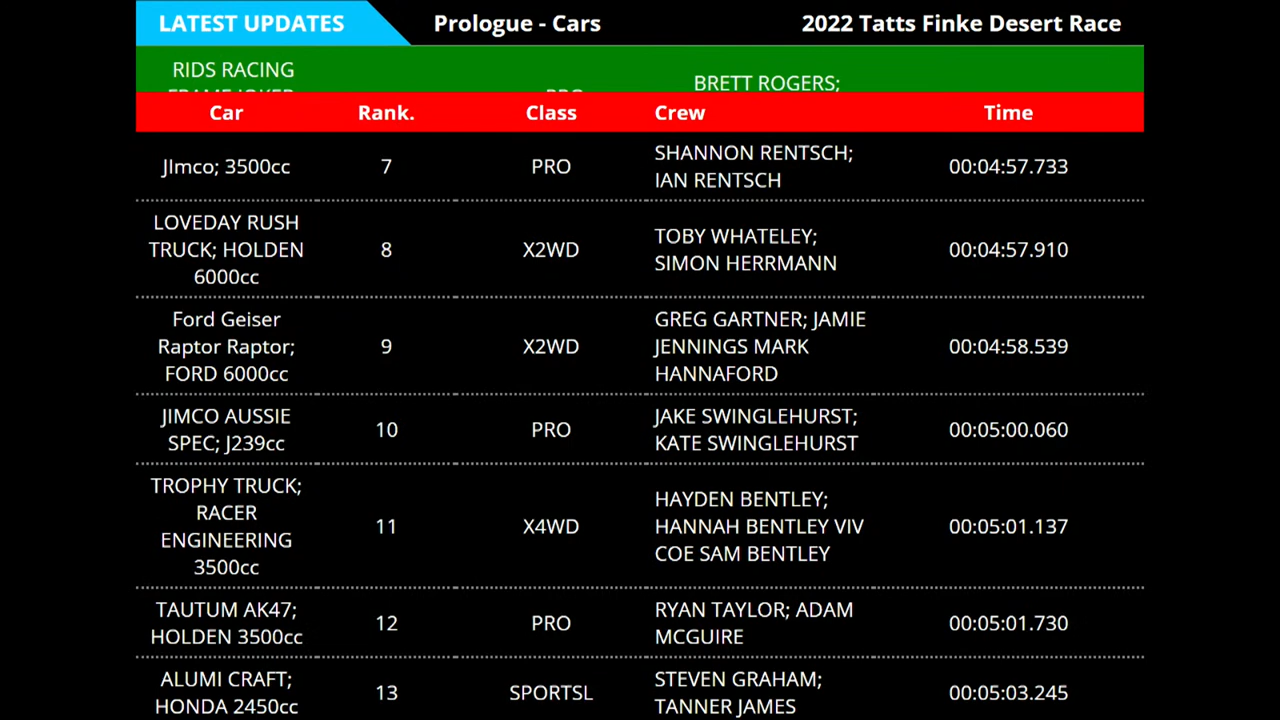 LATEST UPDATES Prologue - Cars 2022 Tatts Finke Desert Race
RIDS RACING
BRETT ROGERS;
Car Rank. Class Crew Time
JImco; 3500cc 7 PRO SHANNON RENTSCH; 00:04:57.733
IAN RENTSCH
LOVEDAY RUSH
TRUCK; HOLDEN 8 X2WD TOBY WHATELEY; 00:04:57.910
6000cc SIMON HERRMANN
Ford Geiser GREG GARTNER; JAMIE
Raptor Raptor; 9 X2WD JENNINGS MARK 00:04:58.539
FORD 6000cc HANNAFORD
JIMCO AUSSIE 10 PRO JAKE SWINGLEHURST; 00:05:00.060
SPEC; J239cc KATE SWINGLEHURST
TROPHY TRUCK; HAYDEN BENTLEY;
RACER 11 X4WD HANNAH BENTLEY VIV 00:05:01.137
ENGINEERING COE SAM BENTLEY
3500cc
TAUTUM AK47; 12 PRO RYAN TAYLOR; ADAM 00:05:01.730
HOLDEN 3500cc MCGUIRE
ALUMI CRAFT; 13 SPORTSL STEVEN GRAHAM; 00:05:03.245
HONDA 2450cc TANNER JAMES